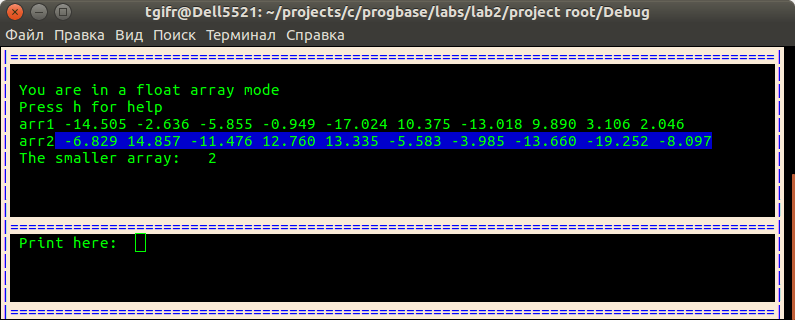 tgifr@Dell5521: ~/projects/c/progbase/labs/lab2/project root/Debug
Файл Правка Вид Поиск Терминал Справка
You are in a float array mode
Press h for help
arr1 -14.505 -2.636 -5.855 -0.949 -17.024 10.375 -13.018 9.890 3.106 2.046
arr2 -6.829 14.857 -11.476 12.760 13.335 -5.583 -3.985 -13.660 -19.252 -8.097
The smaller array: 2
Print here: